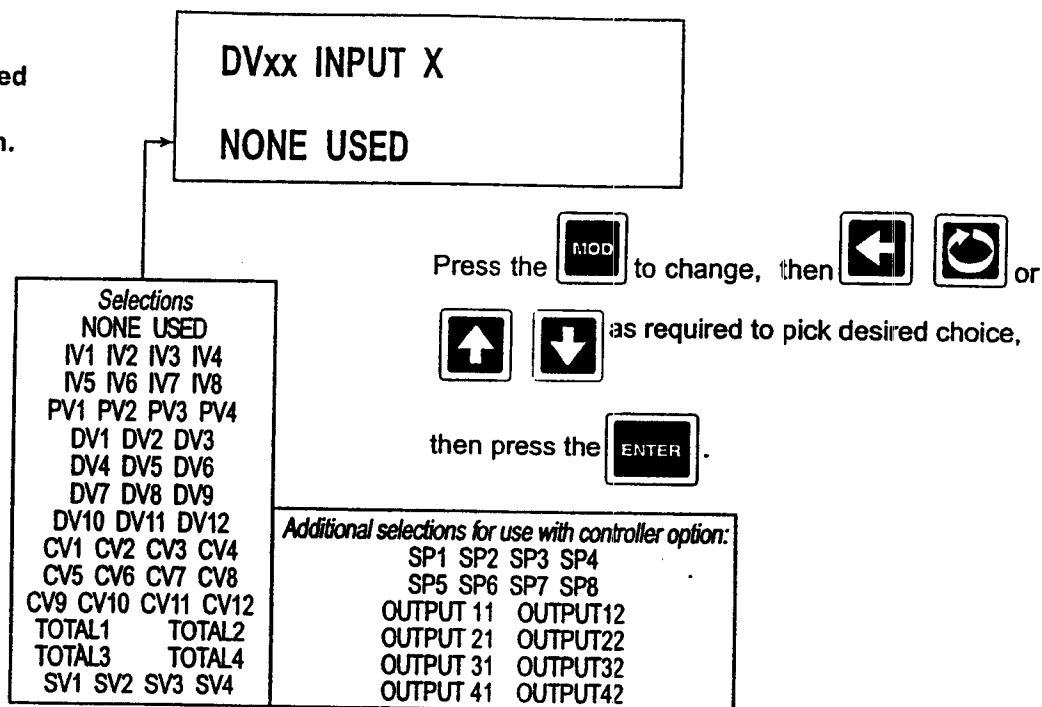 ed
n.
DVxx INPUT X
NONE USED
Press the MOD to change, then or
as required to pick desired choice,
then press the ENTER .
Selections
NONE USED
IV1 IV2 IV3 IV4
IV5 IV6 IV7 IV8
PV1 PV2 PV3 PV4
DV1 DV2 DV3
DV4 DV5 DV6
DV7 DV8 DV9
DV10 DV11 DV12
CV1 CV2 CV3 CV4
CV5 CV6 CV7 CV8
CV9 CV10 CV11 CV12
TOTAL1 TOTAL2
TOTAL3 TOTAL4
SV1 SV2 SV3 SV4
Additional selections for use with controller option:
SP1 SP2 SP3 SP4
SP5 SP6 SP7 SP8
OUTPUT 11 OUTPUT12
OUTPUT 21 OUTPUT22
OUTPUT 31 OUTPUT32
OUTPUT 41 OUTPUT42